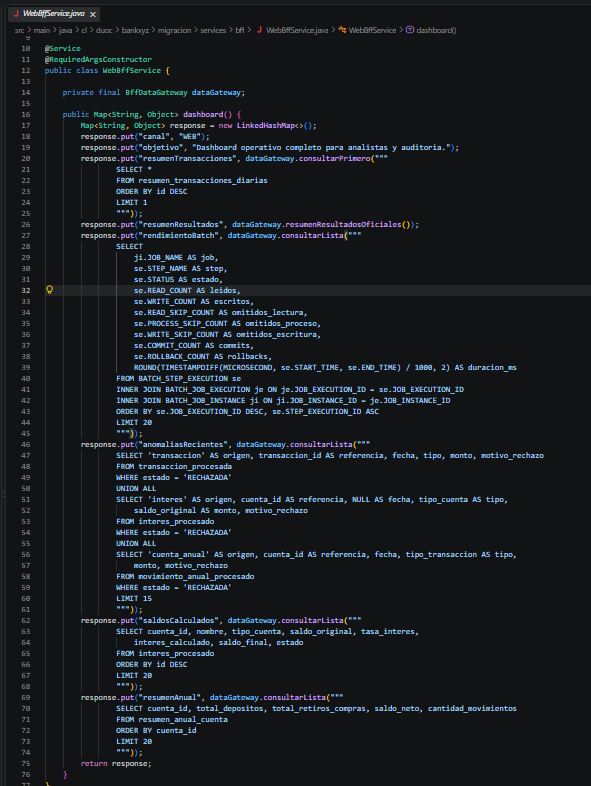 WebBffService.java ×
src > main > java > cl > duoc > bankxyz > migracion > services > bff > WebBffService.java > WebBffService > dashboard()
9
10 @Service
11 @RequiredArgsConstructor
12 public class WebBffService {
13
14     private final BffDataGateway dataGateway;
15
16     public Map<String, Object> dashboard() {
17         Map<String, Object> response = new LinkedHashMap<>();
18         response.put("canal", "WEB");
19         response.put("objetivo", "Dashboard operativo completo para analistas y auditoria.");
20         response.put("resumenTransacciones", dataGateway.consultarPrimero("""
21                 SELECT *
22                 FROM resumen_transacciones_diarias
23                 ORDER BY id DESC
24                 LIMIT 1
25                 """));
26         response.put("resumenResultados", dataGateway.resumenResultadosOficiales());
27         response.put("rendimientoBatch", dataGateway.consultarLista("""
28                 SELECT
29                     ji.JOB_NAME AS job,
30                     se.STEP_NAME AS step,
31                     se.STATUS AS estado,
32                     se.READ_COUNT AS leidos,
33                     se.WRITE_COUNT AS escritos,
34                     se.READ_SKIP_COUNT AS omitidos_lectura,
35                     se.PROCESS_SKIP_COUNT AS omitidos_proceso,
36                     se.WRITE_SKIP_COUNT AS omitidos_escritura,
37                     se.COMMIT_COUNT AS commits,
38                     se.ROLLBACK_COUNT AS rollbacks,
39                     ROUND(TIMESTAMPDIFF(MICROSECOND, se.START_TIME, se.END_TIME) / 1000, 2) AS duracion_ms
40                 FROM BATCH_STEP_EXECUTION se
41                 INNER JOIN BATCH_JOB_EXECUTION je ON je.JOB_EXECUTION_ID = se.JOB_EXECUTION_ID
42                 INNER JOIN BATCH_JOB_INSTANCE ji ON ji.JOB_INSTANCE_ID = je.JOB_INSTANCE_ID
43                 ORDER BY se.JOB_EXECUTION_ID DESC, se.STEP_EXECUTION_ID ASC
44                 LIMIT 20
45                 """));
46         response.put("anomaliasRecientes", dataGateway.consultarLista("""
47                 SELECT 'transaccion' AS origen, transaccion_id AS referencia, fecha, tipo, monto, motivo_rechazo
48                 FROM transaccion_procesada
49                 WHERE estado = 'RECHAZADA'
50                 UNION ALL
51                 SELECT 'interes' AS origen, cuenta_id AS referencia, NULL AS fecha, tipo_cuenta AS tipo,
52                     saldo_original AS monto, motivo_rechazo
53                 FROM interes_procesado
54                 WHERE estado = 'RECHAZADA'
55                 UNION ALL
56                 SELECT 'cuenta_anual' AS origen, cuenta_id AS referencia, fecha, tipo_transaccion AS tipo,
57                     monto, motivo_rechazo
58                 FROM movimiento_anual_procesado
59                 WHERE estado = 'RECHAZADA'
60                 LIMIT 15
61                 """));
62         response.put("saldosCalculados", dataGateway.consultarLista("""
63                 SELECT cuenta_id, nombre, tipo_cuenta, saldo_original, tasa_interes,
64                     interes_calculado, saldo_final, estado
65                 FROM interes_procesado
66                 ORDER BY id DESC
67                 LIMIT 20
68                 """));
69         response.put("resumenAnual", dataGateway.consultarLista("""
70                 SELECT cuenta_id, total_depositos, total_retiros_compras, saldo_neto, cantidad_movimientos
71                 FROM resumen_anual_cuenta
72                 ORDER BY cuenta_id
73                 LIMIT 20
74                 """));
75         return response;
76     }
77 }